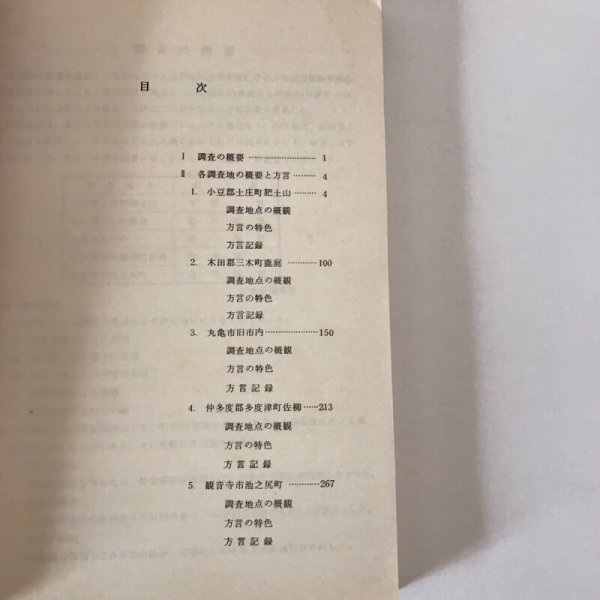 目 次
Ⅰ 調査の概要 ………………… 1
Ⅱ 各調査地の概要と方言 ……… 4
1. 小豆郡土庄町肥土山 …… 4
調査地点の概観
方言の特色
方言記録
2. 木田郡三木町鹿庭 ………100
調査地点の概観
方言の特色
方言記録
3. 丸亀市旧市内 ………………150
調査地点の概観
方言の特色
方言記録
4. 仲多度郡多度津町佐柳 ……213
調査地点の概観
方言の特色
方言記録
5. 観音寺市池之尻町 …………267
調査地点の概観
方言の特色
方言記録